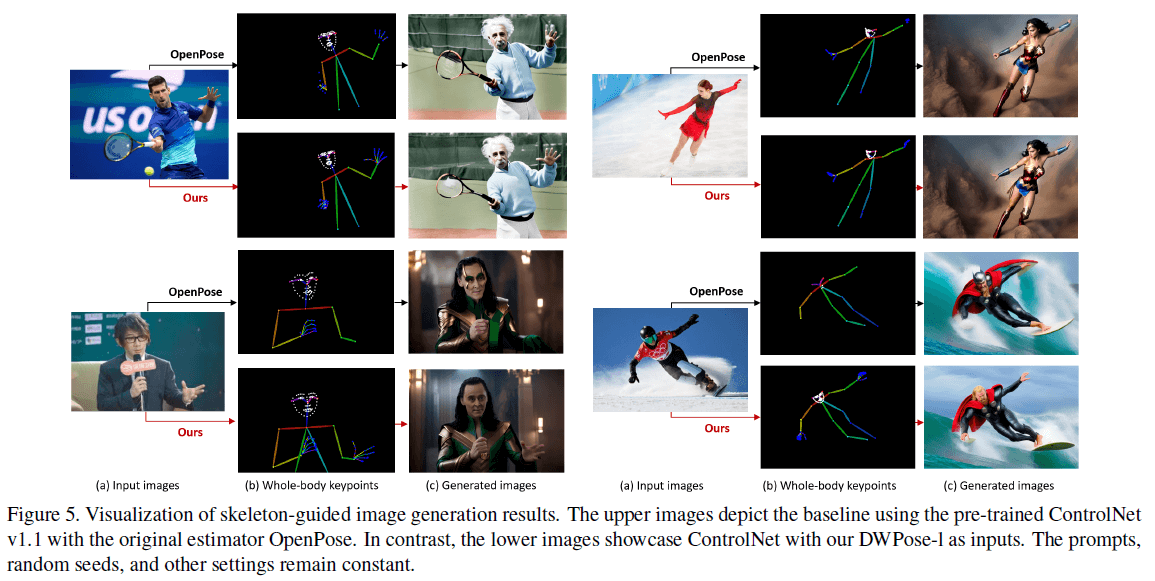 OpenPose
OpenPose
us open
Ours
Ours
OpenPose
OpenPose
Ours
Ours
(a) Input images
(b) Whole-body keypoints
(c) Generated images
(a) Input images
(b) Whole-body keypoints
(c) Generated images
Figure 5. Visualization of skeleton-guided image generation results. The upper images depict the baseline using the pre-trained ControlNet
v1.1 with the original estimator OpenPose. In contrast, the lower images showcase ControlNet with our DWPose-l as inputs. The prompts,
random seeds, and other settings remain constant.